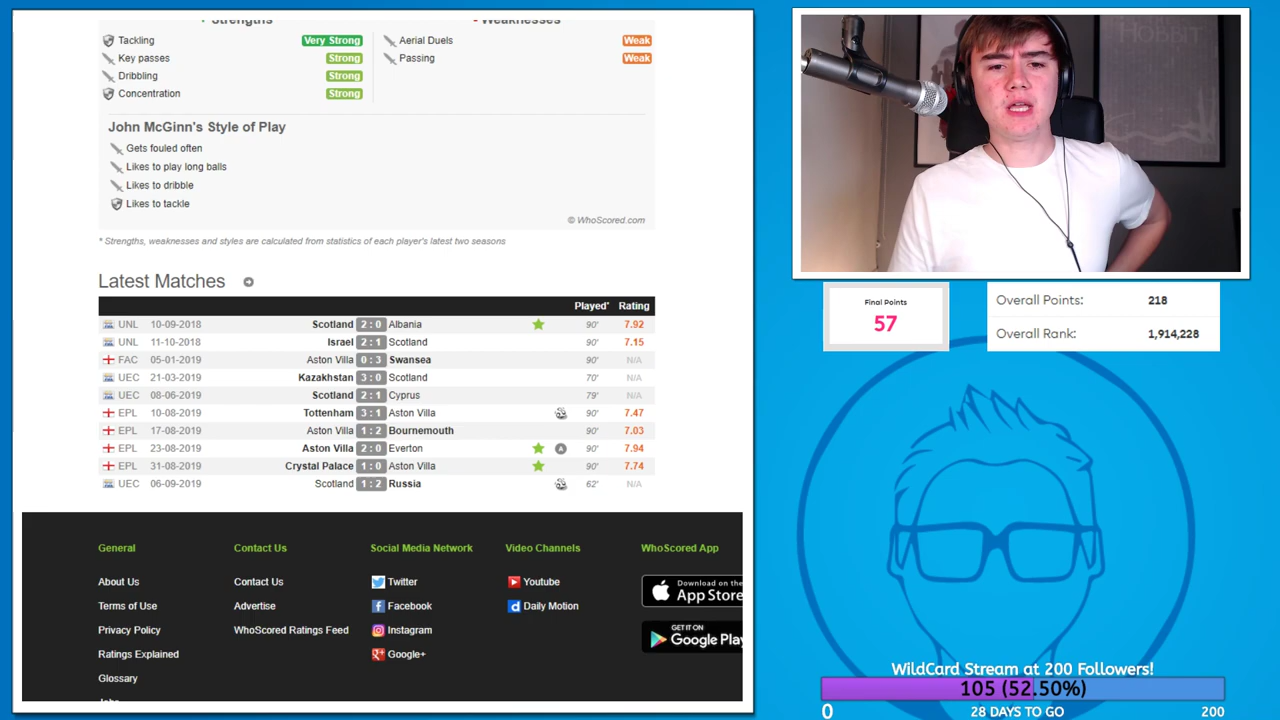 Strengths Weaknesses
Tackling Very Strong Aerial Duels Weak
Key passes Strong Passing Weak
Dribbling Strong
Concentration Strong
John McGinn's Style of Play
Gets fouled often
Likes to play long balls
Likes to dribble
Likes to tackle
© WhoScored.com
* Strengths, weaknesses and styles are calculated from statistics of each player's latest two seasons
Latest Matches
Played* Rating
UNL 10-09-2018 Scotland 2 : 0 Albania 90' 7.92
UNL 11-10-2018 Israel 2 : 1 Scotland 90' 7.15
FAC 05-01-2019 Aston Villa 0 : 3 Swansea 90' N/A
UEC 21-03-2019 Kazakhstan 3 : 0 Scotland 70' N/A
UEC 08-06-2019 Scotland 2 : 1 Cyprus 79' N/A
EPL 10-08-2019 Tottenham 3 : 1 Aston Villa 90' 7.47
EPL 17-08-2019 Aston Villa 1 : 2 Bournemouth 90' 7.03
EPL 23-08-2019 Aston Villa 2 : 0 Everton A 90' 7.94
EPL 31-08-2019 Crystal Palace 1 : 0 Aston Villa 90' 7.74
UEC 06-09-2019 Scotland 1 : 2 Russia 62' N/A
General Contact Us Social Media Network Video Channels WhoScored App
About Us Contact Us Twitter Youtube Download on the App Store
Terms of Use Advertise Facebook Daily Motion
Privacy Policy WhoScored Ratings Feed Instagram GET IT ON Google Play
Ratings Explained Google+
Glossary
HOBBIT
Final Points
57
Overall Points: 218
Overall Rank: 1,914,228
WildCard Stream at 200 Followers!
105 (52.50%)
0 28 DAYS TO GO 200